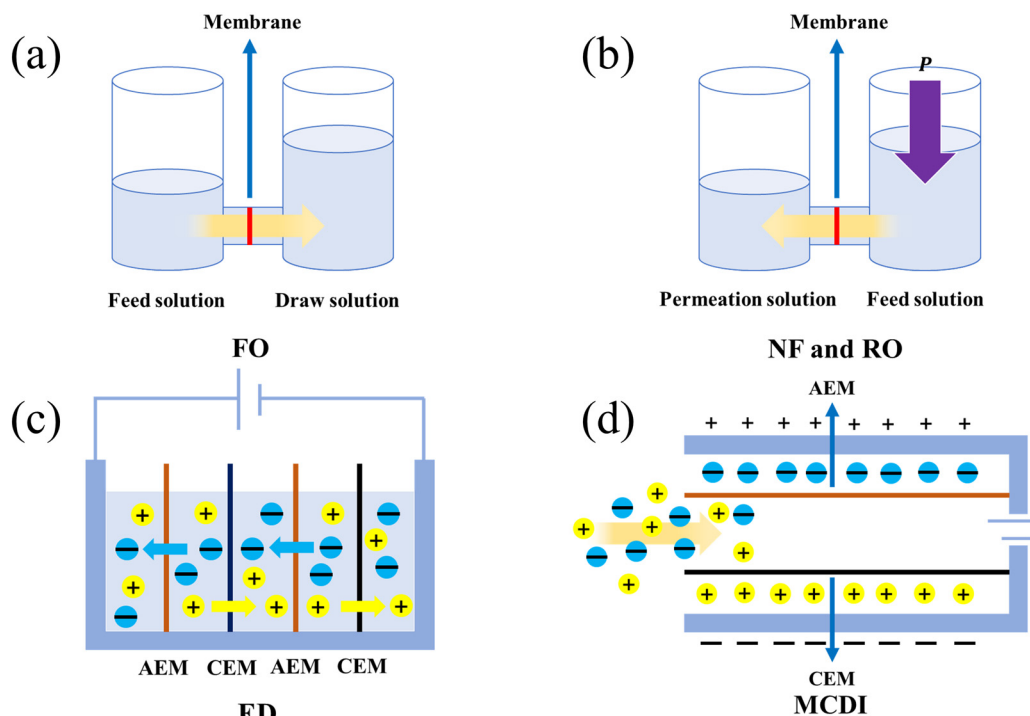 (a)
Membrane
Feed solution
Draw solution
FO
(b)
Membrane
P
Permeation solution
Feed solution
NF and RO
(c)
AEM
CEM
AEM
CEM
ED
(d)
AEM
+ + + + + + + +
CEM
MCDI